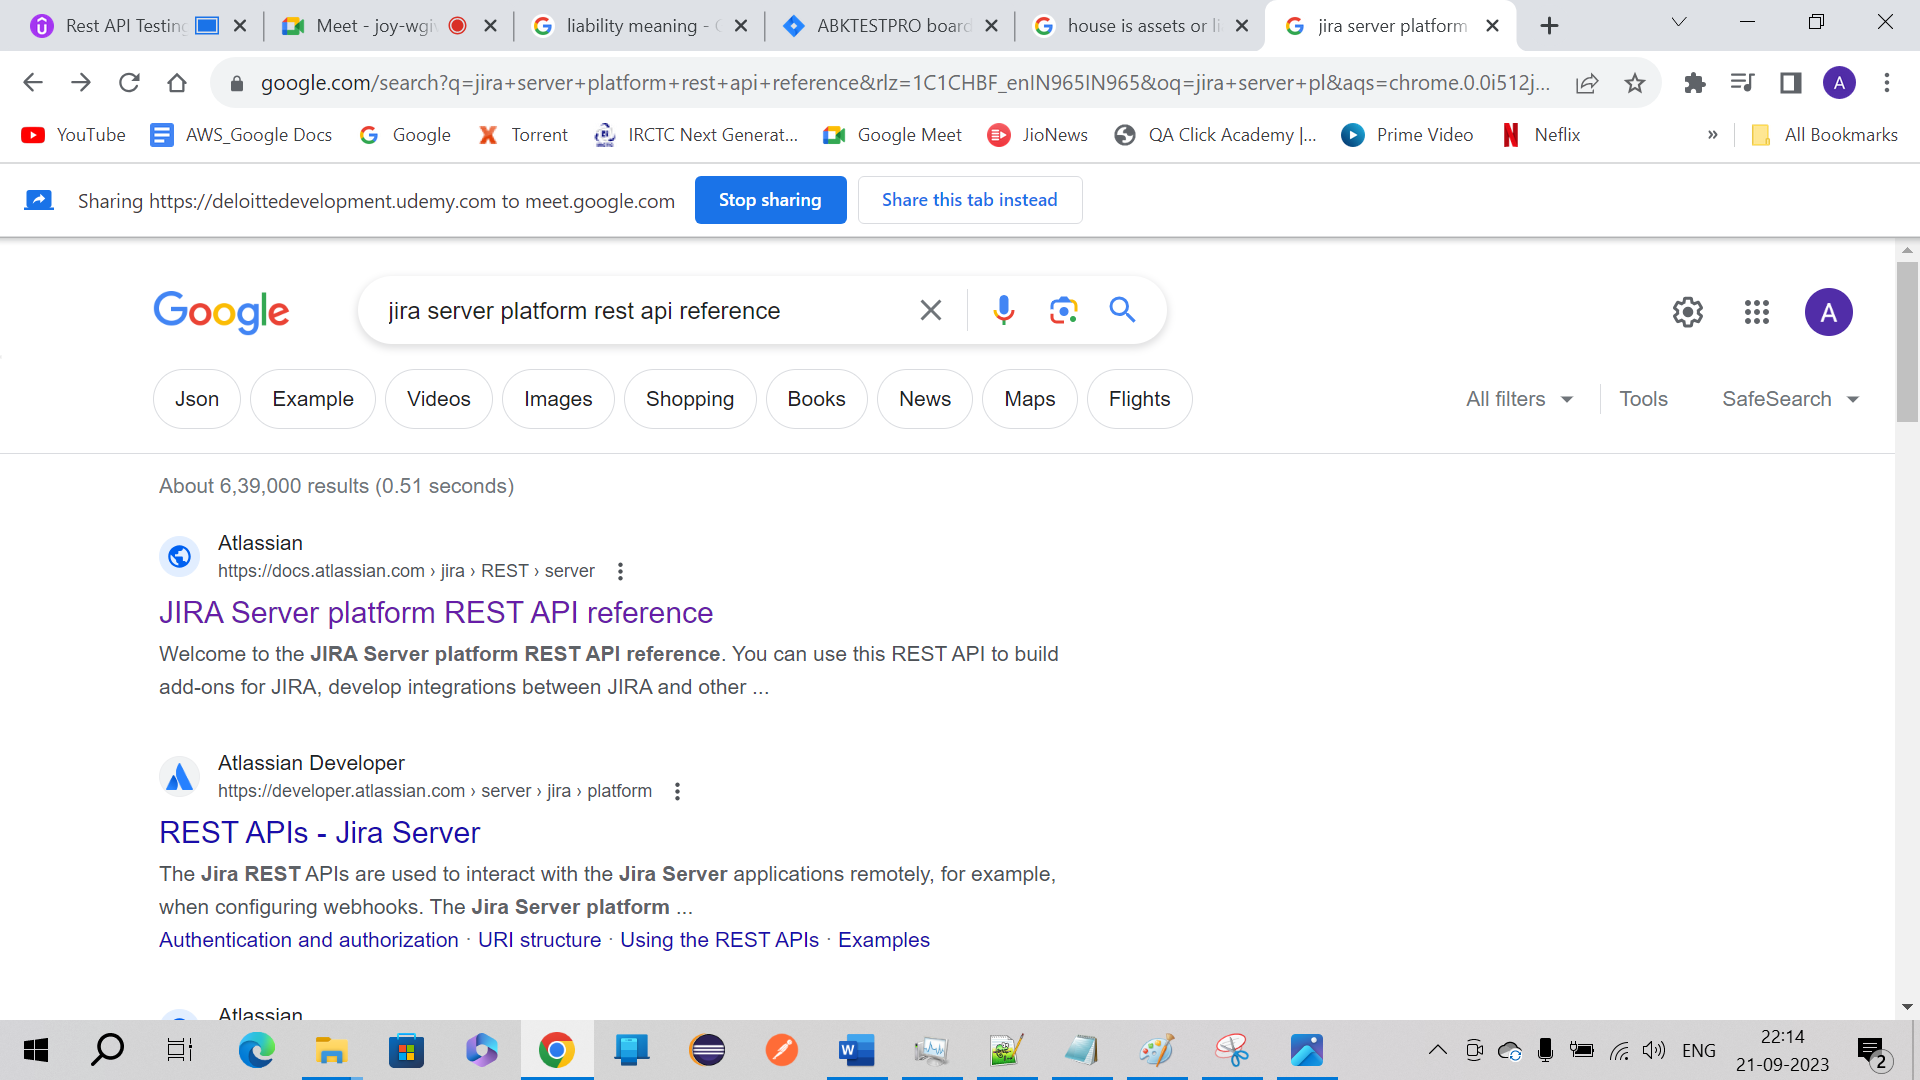 Rest API Testing
Meet - joy-wgiv
liability meaning -
ABKTESTPRO board
house is assets or li
jira server platform
google.com/search?q=jira+server+platform+rest+api+reference&rlz=1C1CHBF_enIN965IN965&oq=jira+server+pl&aqs=chrome.0.0i512j...
A
YouTube
AWS_Google Docs
Google
Torrent
IRCTC Next Generat...
Google Meet
JioNews
QA Click Academy |...
Prime Video
Neflix
»
All Bookmarks
Sharing https://deloittedevelopment.udemy.com to meet.google.com
Stop sharing
Share this tab instead
Google
jira server platform rest api reference
A
Json
Example
Videos
Images
Shopping
Books
News
Maps
Flights
All filters
Tools
SafeSearch
About 6,39,000 results (0.51 seconds)
Atlassian
https://docs.atlassian.com › jira › REST › server
JIRA Server platform REST API reference
Welcome to the JIRA Server platform REST API reference. You can use this REST API to build
add-ons for JIRA, develop integrations between JIRA and other ...
Atlassian Developer
https://developer.atlassian.com › server › jira › platform
REST APIs - Jira Server
The Jira REST APIs are used to interact with the Jira Server applications remotely, for example,
when configuring webhooks. The Jira Server platform ...
Authentication and authorization · URI structure · Using the REST APIs · Examples
Atlassian
ENG
22:14
21-09-2023
2